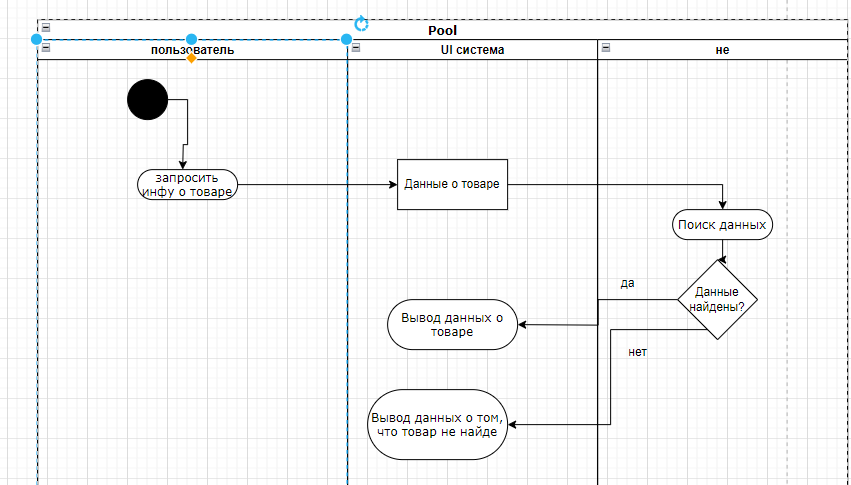 Pool
пользователь
UI система
не
запросить
инфу о товаре
Данные о товаре
Поиск данных
Данные
найдены?
да
Вывод данных о
товаре
нет
Вывод данных о том,
что товар не найде